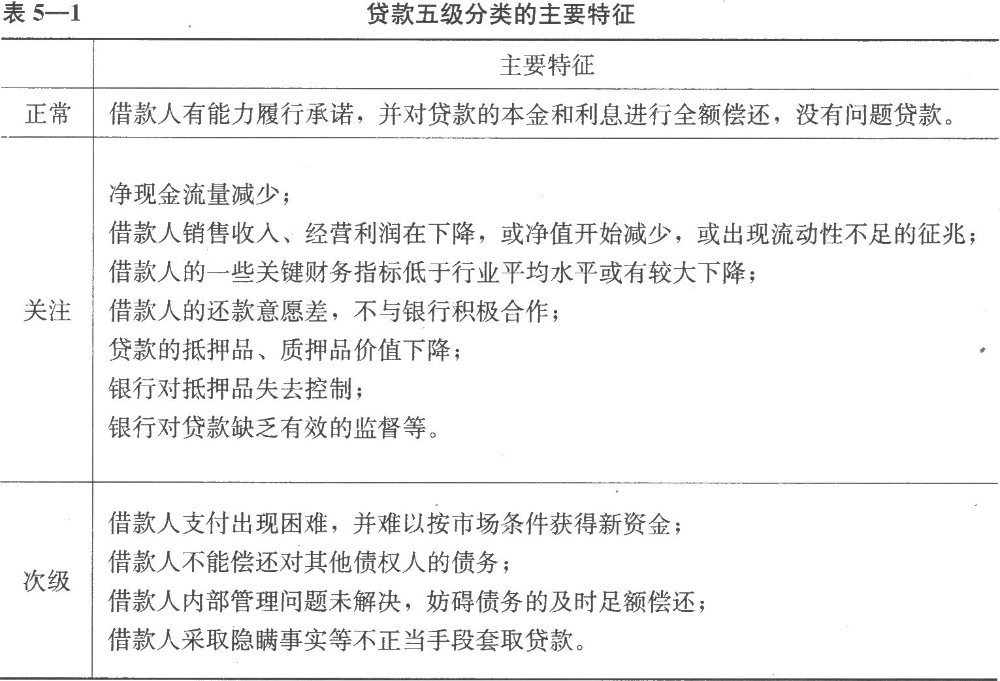 表 5—1 贷款五级分类的主要特征
主要特征
正常 借款人有能力履行承诺，并对贷款的本金和利息进行全额偿还，没有问题贷款。
净现金流量减少；
借款人销售收入、经营利润在下降，或净值开始减少，或出现流动性不足的征兆；
借款人的一些关键财务指标低于行业平均水平或有较大下降；
关注 借款人的还款意愿差，不与银行积极合作；
贷款的抵押品、质押品价值下降；
银行对抵押品失去控制；
银行对贷款缺乏有效的监督等。
借款人支付出现困难，并难以按市场条件获得新资金；
借款人不能偿还对其他债权人的债务；
次级
借款人内部管理问题未解决，妨碍债务的及时足额偿还；
借款人采取隐瞒事实等不正当手段套取贷款。